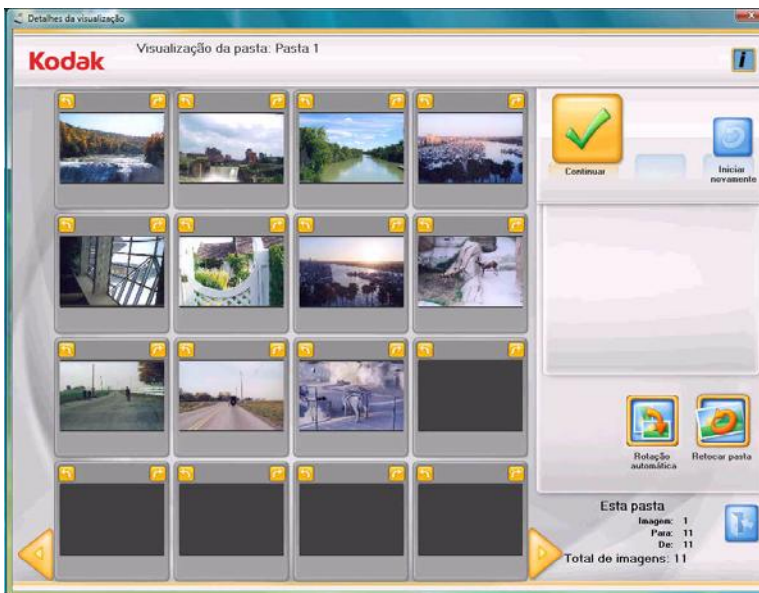 Detalhes da visualização
Kodak
Visualização da pasta: Pasta 1
i
Continuar
Iniciar
novamente
Rotação
automática
Retocar pasta
Esta pasta
Imagem: 1
Para: 11
De: 11
Total de imagens: 11